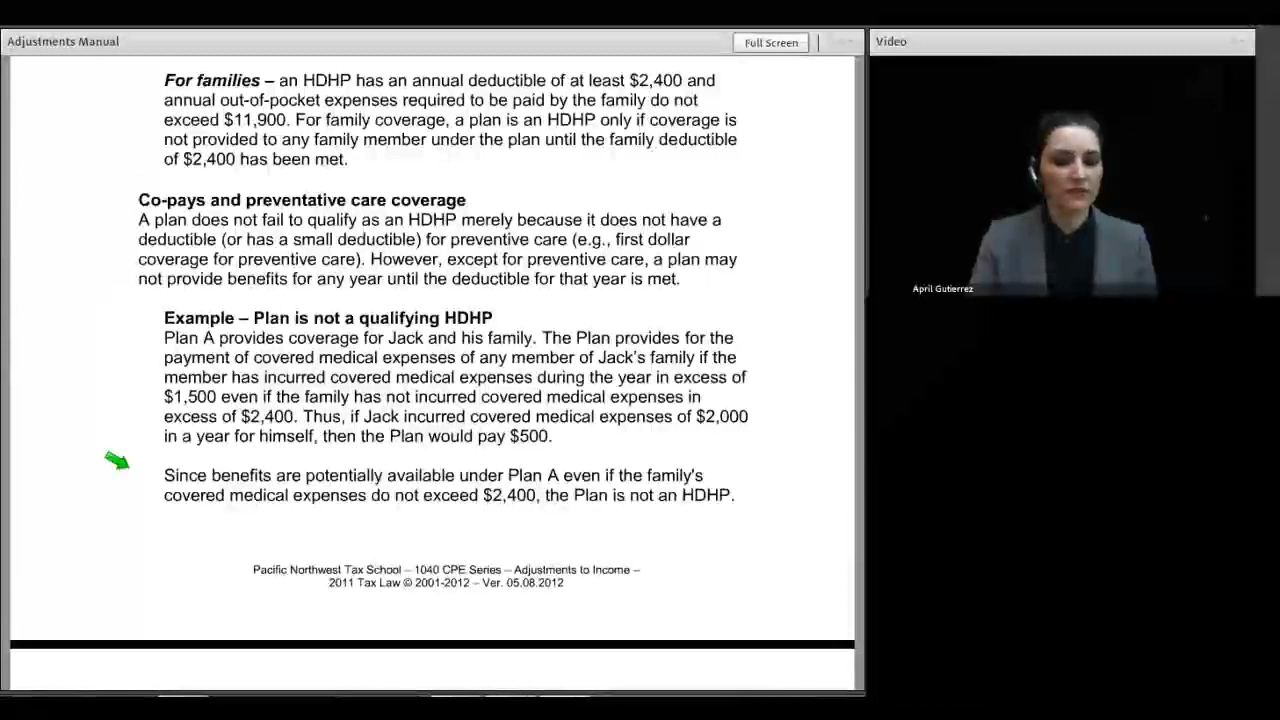 Adjustments Manual
Full Screen
Video
For families – an HDHP has an annual deductible of at least $2,400 and
annual out-of-pocket expenses required to be paid by the family do not
exceed $11,900. For family coverage, a plan is an HDHP only if coverage is
not provided to any family member under the plan until the family deductible
of $2,400 has been met.
Co-pays and preventative care coverage
A plan does not fail to qualify as an HDHP merely because it does not have a
deductible (or has a small deductible) for preventive care (e.g., first dollar
coverage for preventive care). However, except for preventive care, a plan may
not provide benefits for any year until the deductible for that year is met.
Example – Plan is not a qualifying HDHP
Plan A provides coverage for Jack and his family. The Plan provides for the
payment of covered medical expenses of any member of Jack's family if the
member has incurred covered medical expenses during the year in excess of
$1,500 even if the family has not incurred covered medical expenses in
excess of $2,400. Thus, if Jack incurred covered medical expenses of $2,000
in a year for himself, then the Plan would pay $500.
Since benefits are potentially available under Plan A even if the family's
covered medical expenses do not exceed $2,400, the Plan is not an HDHP.
Pacific Northwest Tax School – 1040 CPE Series – Adjustments to Income –
2011 Tax Law © 2001-2012 – Ver. 05.08.2012
April Gutierrez